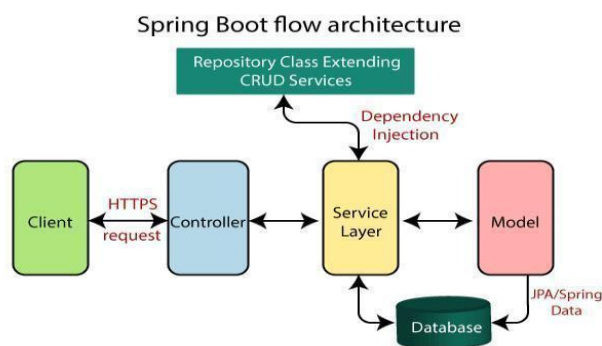 Spring Boot flow architecture
Repository Class Extending
CRUD Services
Dependency
Injection
Client
HTTPS
request
Controller
Service
Layer
Model
JPA/Spring
Data
Database